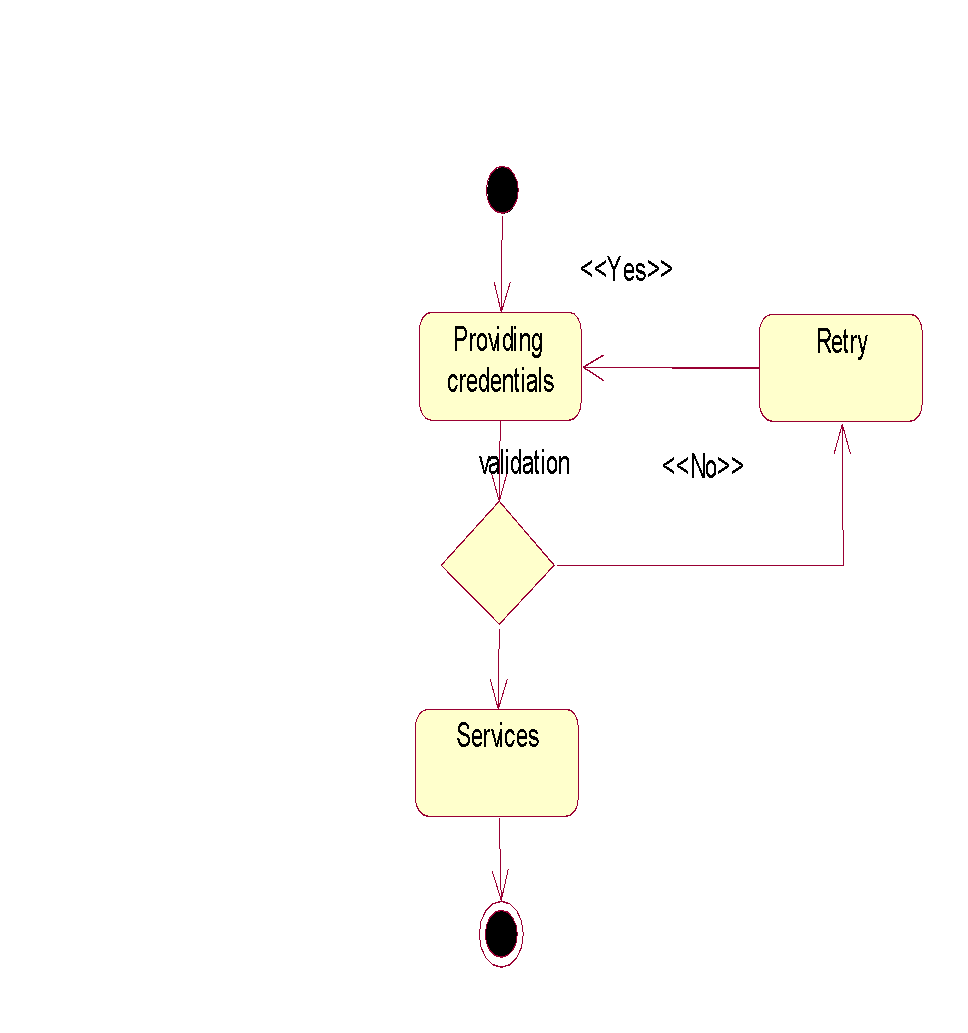 <<Yes>>
Providing
credentials
Retry
validation
<<No>>
Services